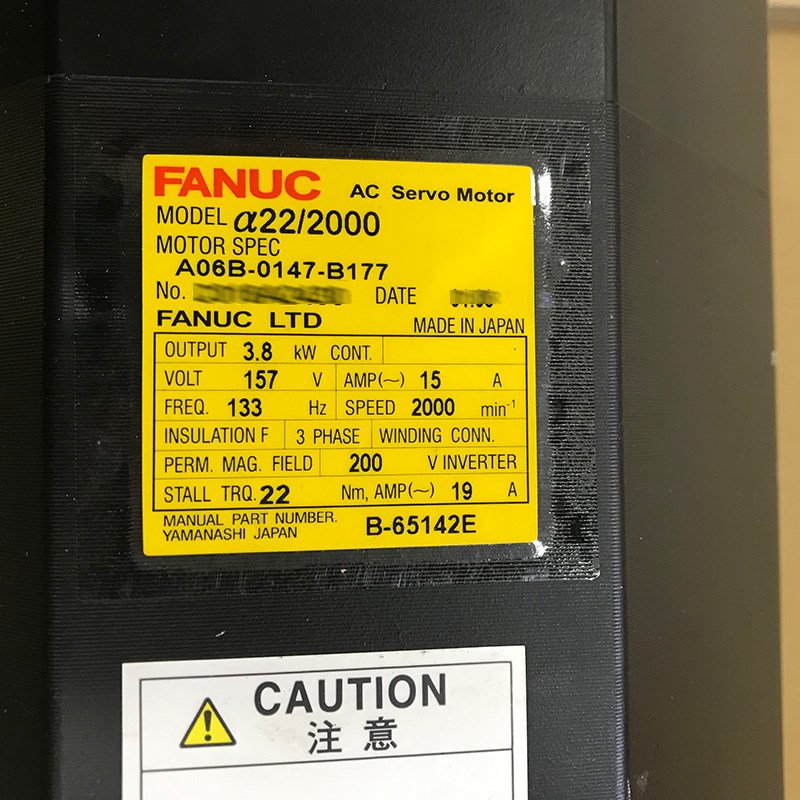 FANUC AC Servo Motor
MODEL α22/2000
MOTOR SPEC
A06B-0147-B177
No. DATE
FANUC LTD MADE IN JAPAN
OUTPUT 3.8 kW CONT.
VOLT 157 V AMP(~) 15 A
FREQ. 133 Hz SPEED 2000 min⁻¹
INSULATION F 3 PHASE WINDING CONN.
PERM. MAG. FIELD 200 V INVERTER
STALL TRQ. 22 Nm, AMP(~) 19 A
MANUAL PART NUMBER. B-65142E
YAMANASHI JAPAN
CAUTION
注意